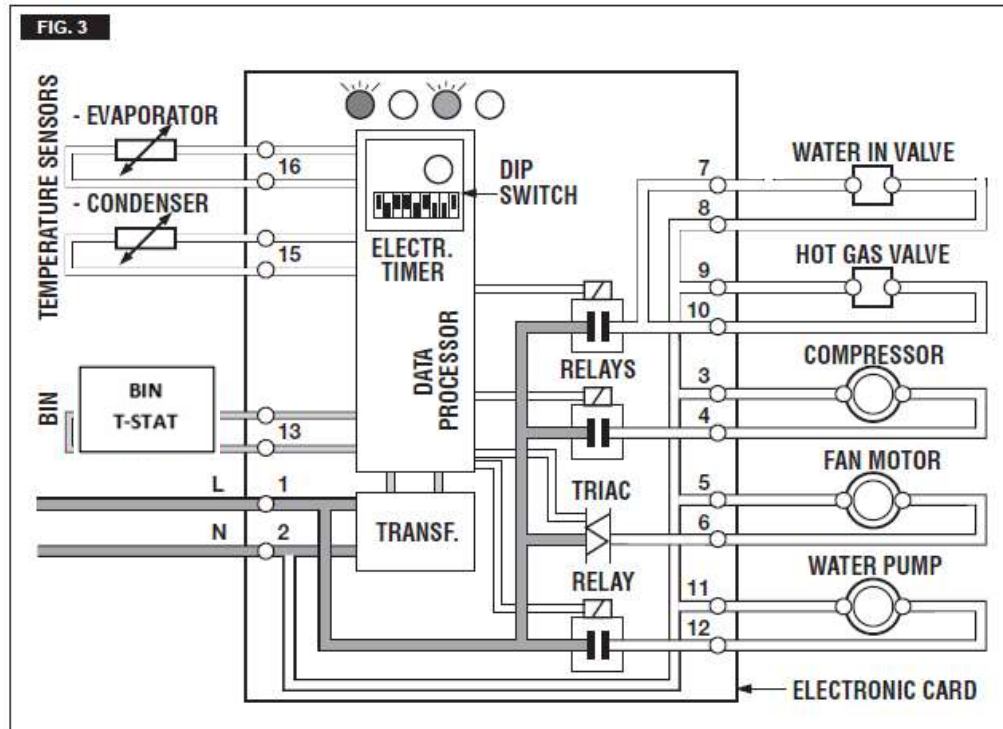 FIG. 3
TEMPERATURE SENSORS
- EVAPORATOR
16
- CONDENSER
15
DIP
SWITCH
ELECTR.
TIMER
DATA
PROCESSOR
7
WATER IN VALVE
8
9
HOT GAS VALVE
10
RELAYS
COMPRESSOR
3
4
BIN
BIN
T-STAT
13
FAN MOTOR
5
6
TRIAC
L
1
N
2
TRANSF.
RELAY
WATER PUMP
11
12
ELECTRONIC CARD